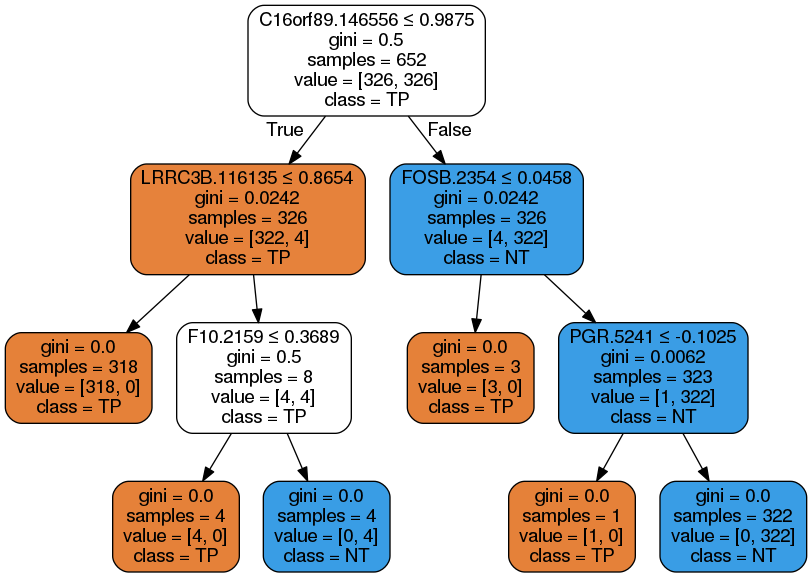 C16orf89.146556 ≤ 0.9875
gini = 0.5
samples = 652
value = [326, 326]
class = TP
True
False
LRRC3B.116135 ≤ 0.8654
gini = 0.0242
samples = 326
value = [322, 4]
class = TP
FOSB.2354 ≤ 0.0458
gini = 0.0242
samples = 326
value = [4, 322]
class = NT
gini = 0.0
samples = 318
value = [318, 0]
class = TP
F10.2159 ≤ 0.3689
gini = 0.5
samples = 8
value = [4, 4]
class = TP
gini = 0.0
samples = 3
value = [3, 0]
class = TP
PGR.5241 ≤ -0.1025
gini = 0.0062
samples = 323
value = [1, 322]
class = NT
gini = 0.0
samples = 4
value = [4, 0]
class = TP
gini = 0.0
samples = 4
value = [0, 4]
class = NT
gini = 0.0
samples = 1
value = [1, 0]
class = TP
gini = 0.0
samples = 322
value = [0, 322]
class = NT